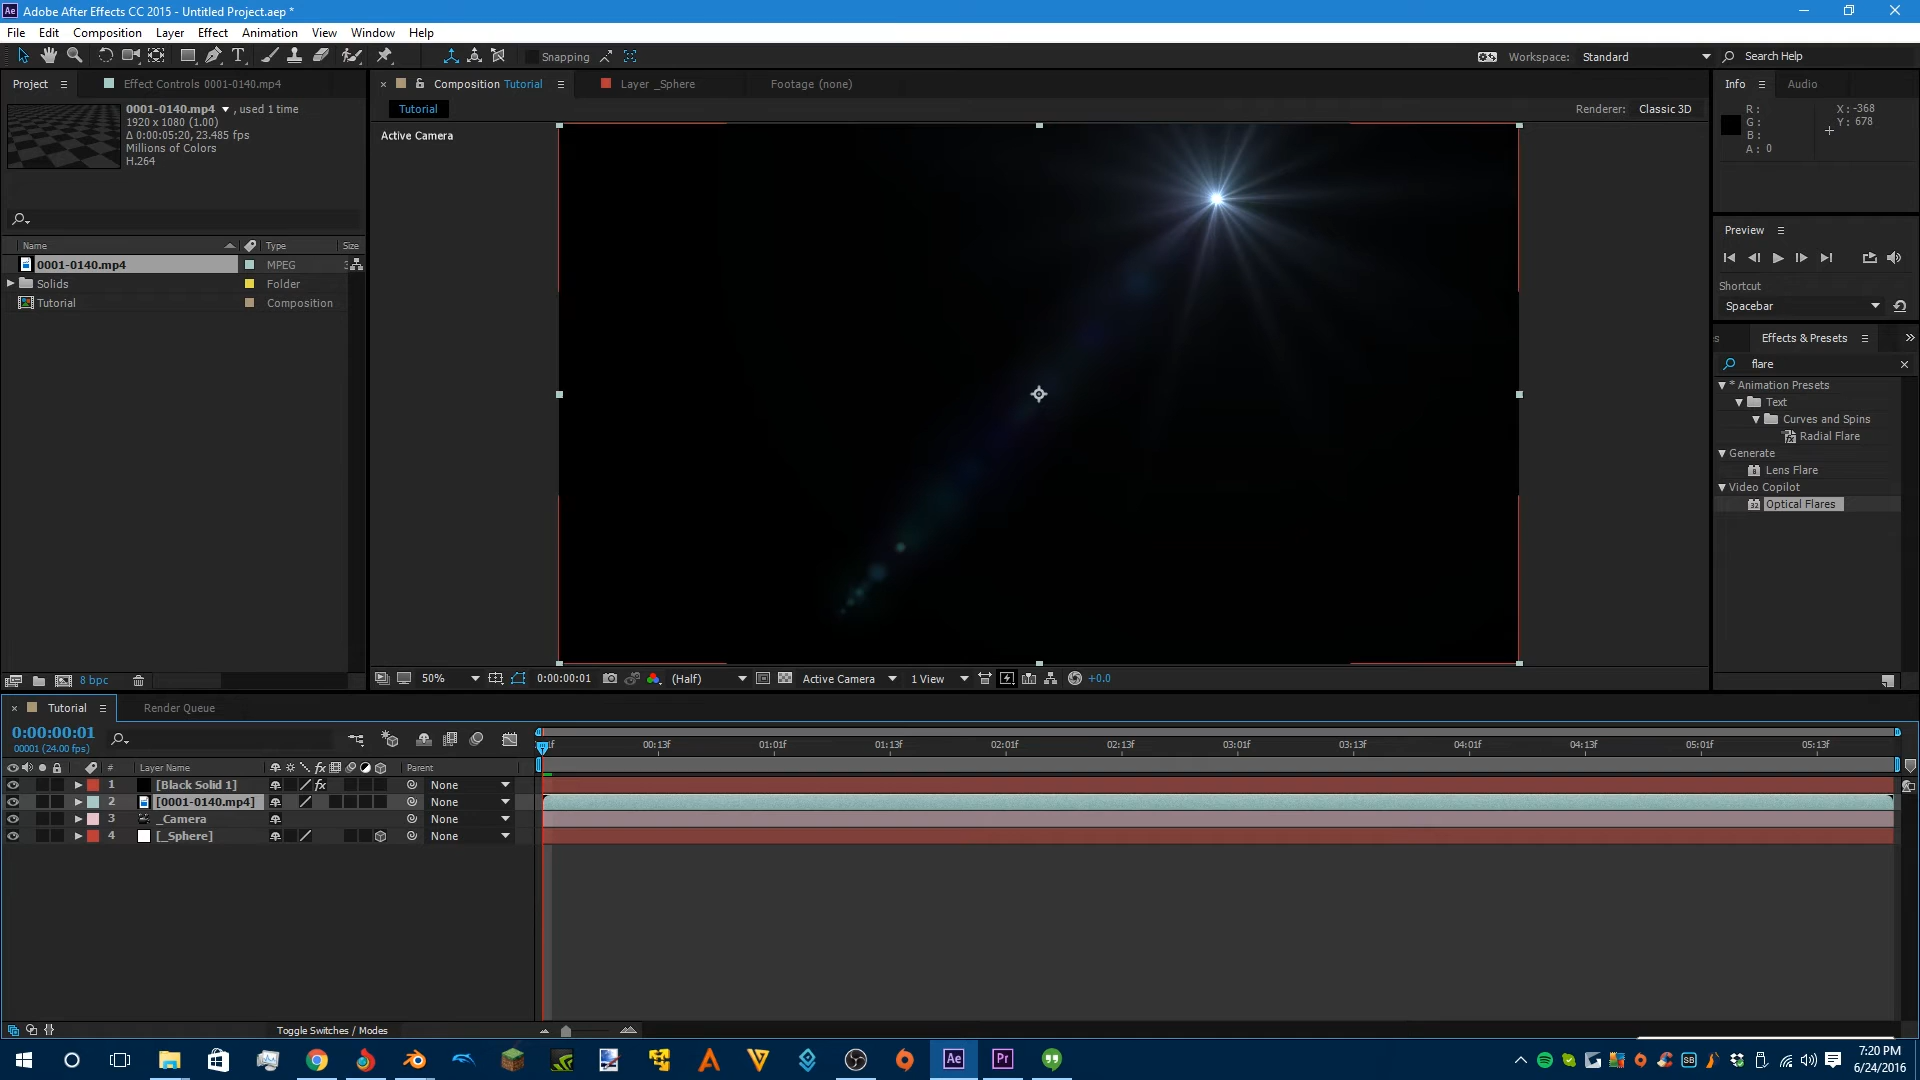 Adobe After Effects CC 2015 - Untitled Project.aep *
File Edit Composition Layer Effect Animation View Window Help
Snapping
Workspace: Standard
Search Help
Project
Effect Controls 0001-0140.mp4
Composition Tutorial
Layer _Sphere
Footage (none)
Info
Audio
0001-0140.mp4 , used 1 time
1920 x 1080 (1.00)
Δ 0:00:05:20, 23.485 fps
Millions of Colors
H.264
Tutorial
Renderer: Classic 3D
Active Camera
R :
G :
B :
A : 0
X : -368
Y : 678
Name Type Size
0001-0140.mp4 MPEG
Solids Folder
Tutorial Composition
Preview
Shortcut
Spacebar
Effects & Presets
flare
* Animation Presets
Text
Curves and Spins
Radial Flare
Generate
Lens Flare
Video Copilot
32 Optical Flares
8 bpc
50%
0:00:00:01
(Half)
Active Camera
1 View
+0.0
Tutorial
Render Queue
0:00:00:01
00001 (24.00 fps)
00:13f 01:01f 01:13f 02:01f 02:13f 03:01f 03:13f 04:01f 04:13f 05:01f 05:13f
# Layer Name fx Parent
1 [Black Solid 1] fx None
2 [0001-0140.mp4] None
3 _Camera None
4 [_Sphere] None
Toggle Switches / Modes
Ae
Pr
SB
7:20 PM
6/24/2016